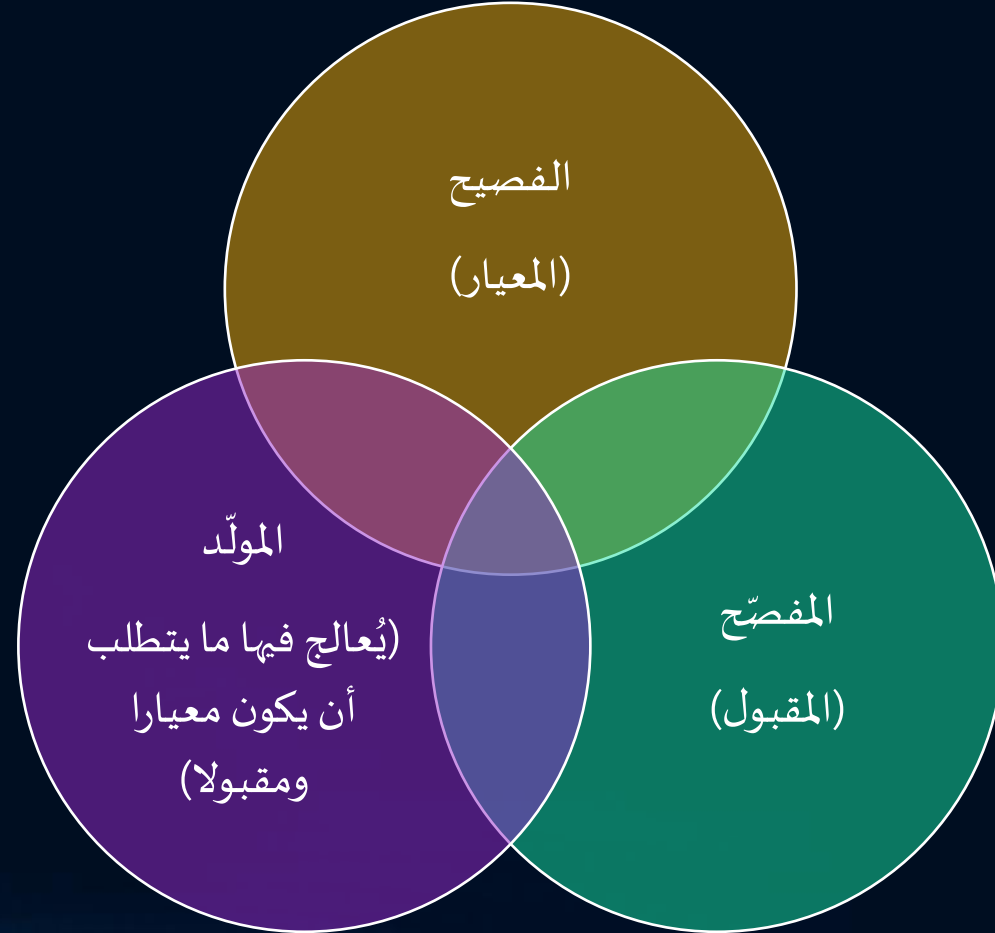 الفصيح
(المعيار)
المفصّح
(المقبول)
المولّد
(يُعالج فيها ما يتطلب
أن يكون معيارا
ومقبولا)